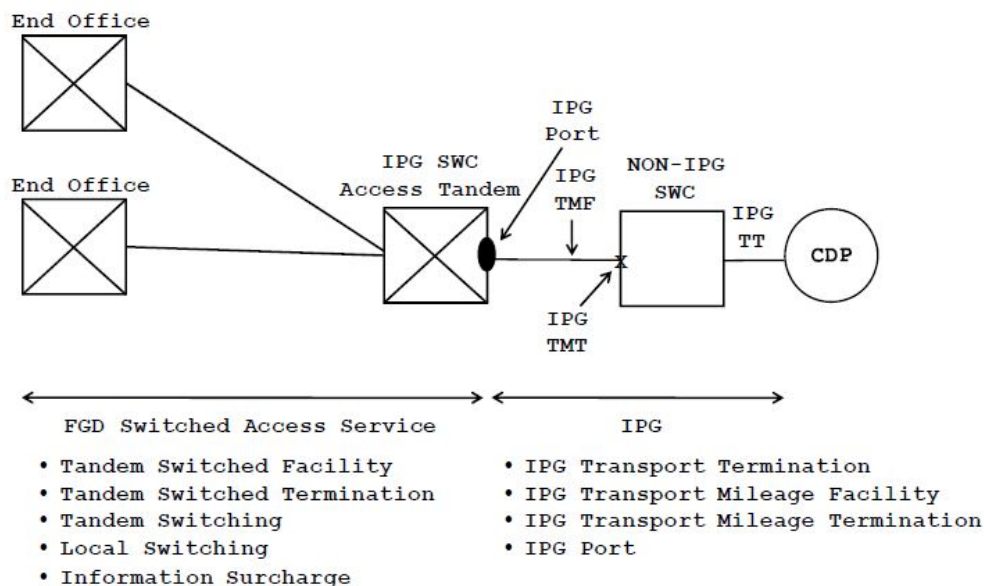 End Office
End Office
IPG SWC
Access Tandem
IPG
Port
IPG
TMF
NON-IPG
SWC
IPG
TT
X
CDP
IPG
TMT
FGD Switched Access Service
• Tandem Switched Facility
• Tandem Switched Termination
• Tandem Switching
• Local Switching
• Information Surcharge
IPG
• IPG Transport Termination
• IPG Transport Mileage Facility
• IPG Transport Mileage Termination
• IPG Port